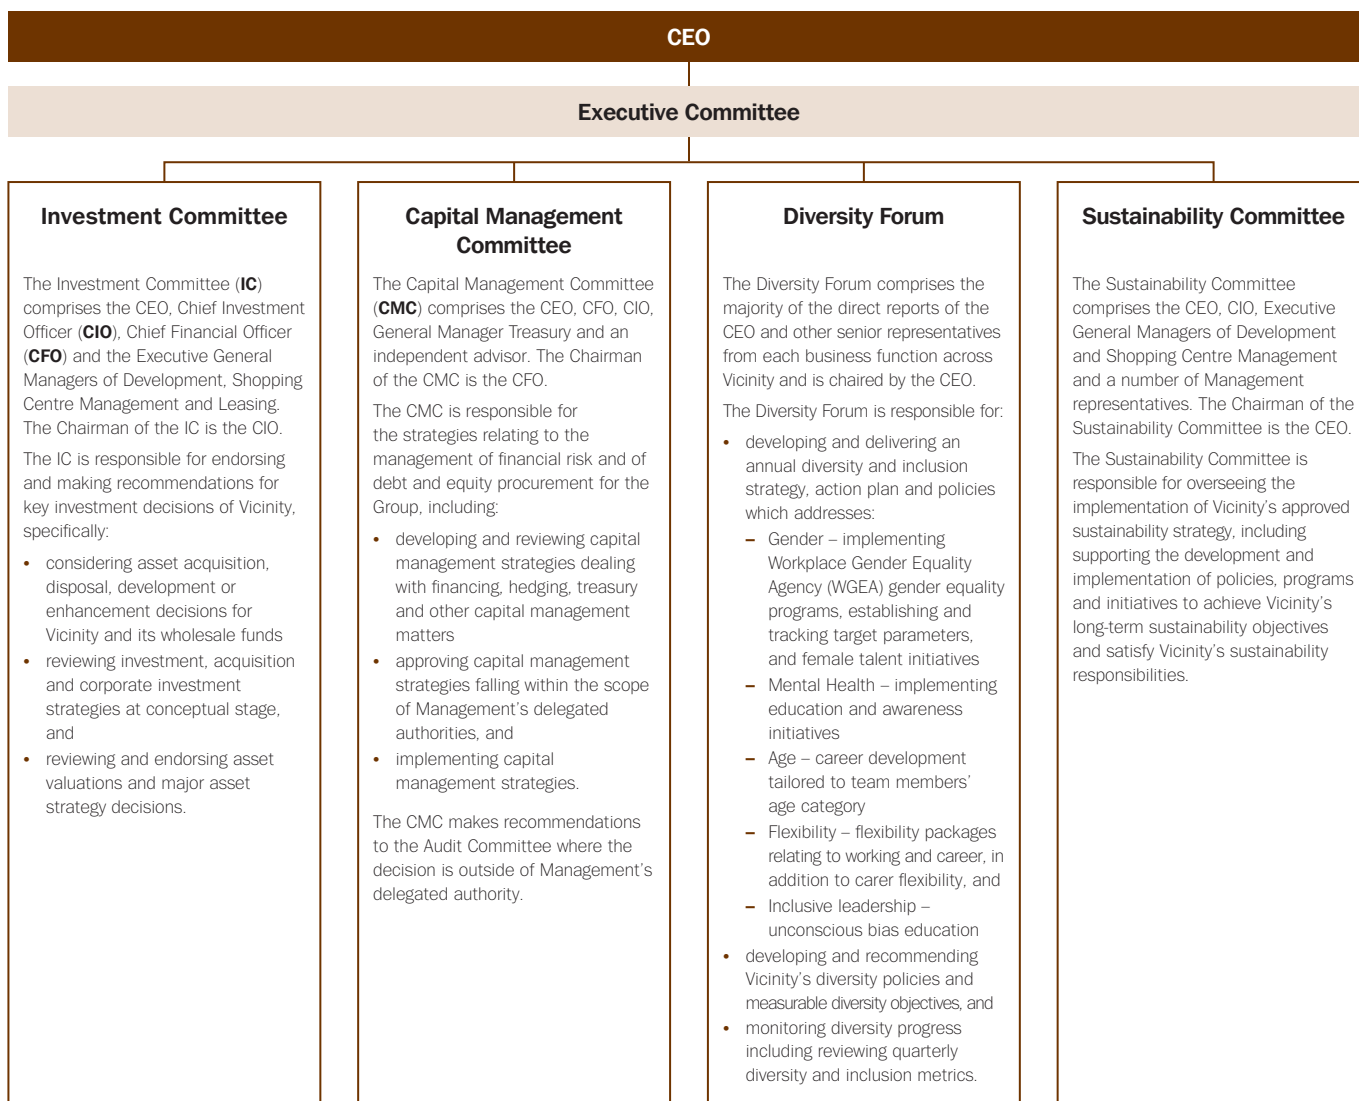 CEO
Executive Committee
Investment Committee
The Investment Committee (IC)
comprises the CEO, Chief Investment
Officer (CIO), Chief Financial Officer
(CFO) and the Executive General
Managers of Development, Shopping
Centre Management and Leasing.
The Chairman of the IC is the CIO.
The IC is responsible for endorsing
and making recommendations for
key investment decisions of Vicinity,
specifically:
• considering asset acquisition,
disposal, development or
enhancement decisions for
Vicinity and its wholesale funds
• reviewing investment, acquisition
and corporate investment
strategies at conceptual stage,
and
• reviewing and endorsing asset
valuations and major asset
strategy decisions.
Capital Management
Committee
The Capital Management Committee
(CMC) comprises the CEO, CFO, CIO,
General Manager Treasury and an
independent advisor. The Chairman
of the CMC is the CFO.
The CMC is responsible for
the strategies relating to the
management of financial risk and of
debt and equity procurement for the
Group, including:
• developing and reviewing capital
management strategies dealing
with financing, hedging, treasury
and other capital management
matters
• approving capital management
strategies falling within the scope
of Management's delegated
authorities, and
• implementing capital
management strategies.
The CMC makes recommendations
to the Audit Committee where the
decision is outside of Management's
delegated authority.
Diversity Forum
The Diversity Forum comprises the
majority of the direct reports of the
CEO and other senior representatives
from each business function across
Vicinity and is chaired by the CEO.
The Diversity Forum is responsible for:
• developing and delivering an
annual diversity and inclusion
strategy, action plan and policies
which addresses:
– Gender – implementing
Workplace Gender Equality
Agency (WGEA) gender equality
programs, establishing and
tracking target parameters,
and female talent initiatives
– Mental Health – implementing
education and awareness
initiatives
– Age – career development
tailored to team members'
age category
– Flexibility – flexibility packages
relating to working and career, in
addition to carer flexibility, and
– Inclusive leadership –
unconscious bias education
• developing and recommending
Vicinity's diversity policies and
measurable diversity objectives, and
• monitoring diversity progress
including reviewing quarterly
diversity and inclusion metrics.
Sustainability Committee
The Sustainability Committee
comprises the CEO, CIO, Executive
General Managers of Development
and Shopping Centre Management
and a number of Management
representatives. The Chairman of the
Sustainability Committee is the CEO.
The Sustainability Committee is
responsible for overseeing the
implementation of Vicinity's approved
sustainability strategy, including
supporting the development and
implementation of policies, programs
and initiatives to achieve Vicinity's
long-term sustainability objectives
and satisfy Vicinity's sustainability
responsibilities.